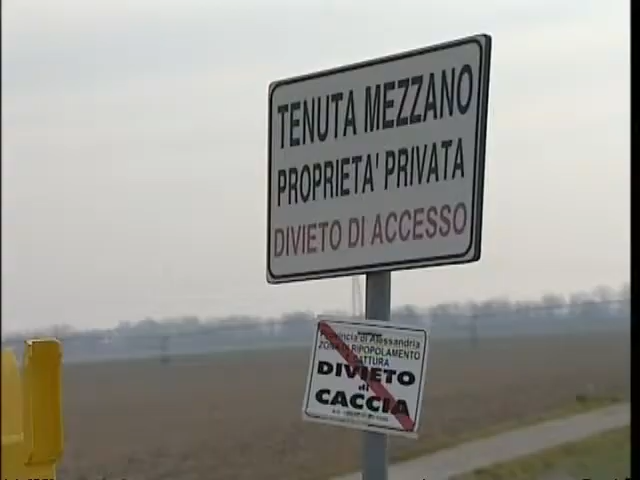 TENUTA MEZZANO
PROPRIETA' PRIVATA
DIVIETO DI ACCESSO
Provincia di Alessandria
ZONA DI RIPOPOLAMENTO
E CATTURA
DIVIETO
di
CACCIA